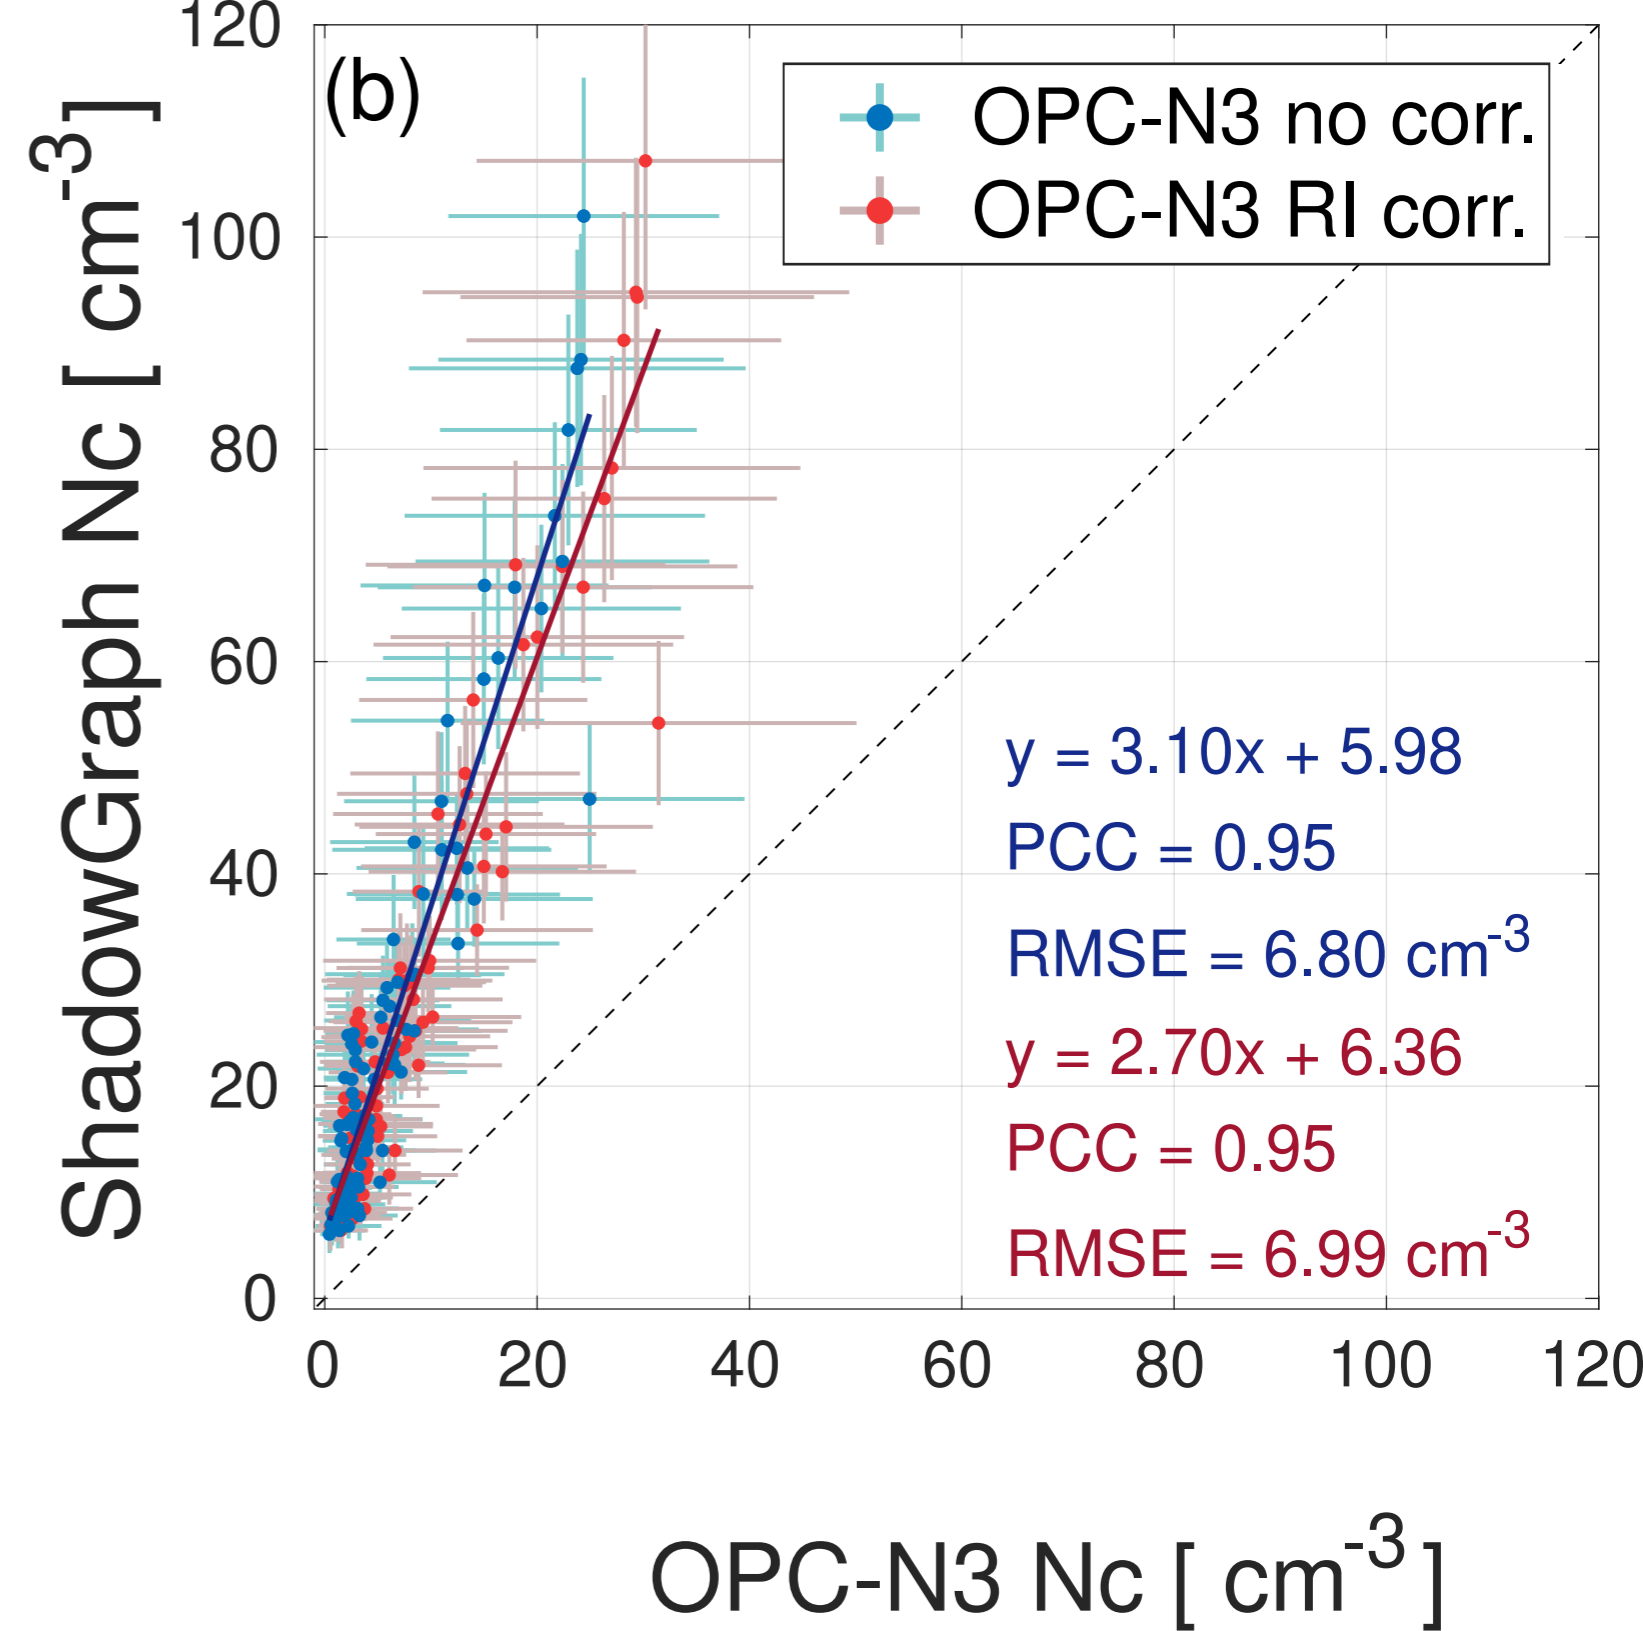 (b)
OPC-N3 no corr.
OPC-N3 RI corr.
ShadowGraph Nc [ cm⁻³]
120
100
80
60
40
20
0
y = 3.10x + 5.98
PCC = 0.95
RMSE = 6.80 cm⁻³
y = 2.70x + 6.36
PCC = 0.95
RMSE = 6.99 cm⁻³
0 20 40 60 80 100 120
OPC-N3 Nc [ cm⁻³ ]